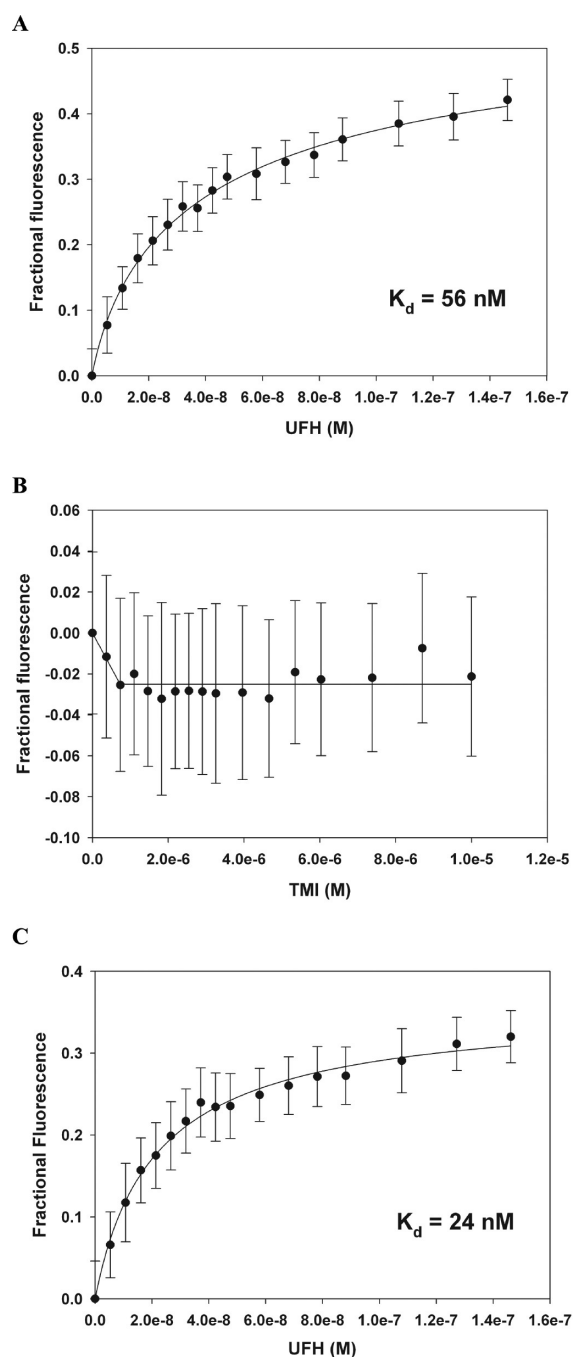 A
0.5
0.4
0.3
0.2
0.1
0.0
Fractional fluorescence
K_d = 56 nM
0.0 2.0e-8 4.0e-8 6.0e-8 8.0e-8 1.0e-7 1.2e-7 1.4e-7 1.6e-7
UFH (M)
B
0.06
0.04
0.02
0.00
-0.02
-0.04
-0.06
-0.08
-0.10
Fractional fluorescence
0.0 2.0e-6 4.0e-6 6.0e-6 8.0e-6 1.0e-5 1.2e-5
TMI (M)
C
0.4
0.3
0.2
0.1
0.0
Fractional Fluorescence
K_d = 24 nM
0.0 2.0e-8 4.0e-8 6.0e-8 8.0e-8 1.0e-7 1.2e-7 1.4e-7 1.6e-7
UFH (M)